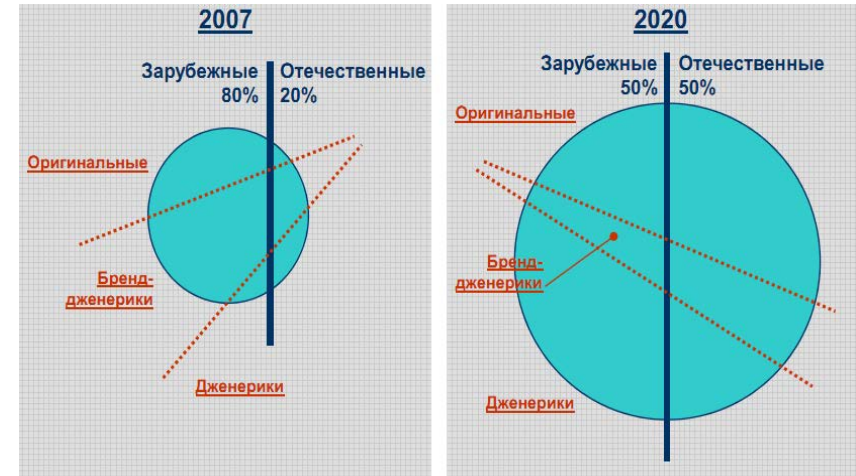 2007
Зарубежные
80%
Отечественные
20%
Оригинальные
Бренд-
дженерики
Дженерики
2020
Зарубежные
50%
Отечественные
50%
Оригинальные
Бренд-
дженерики
Дженерики